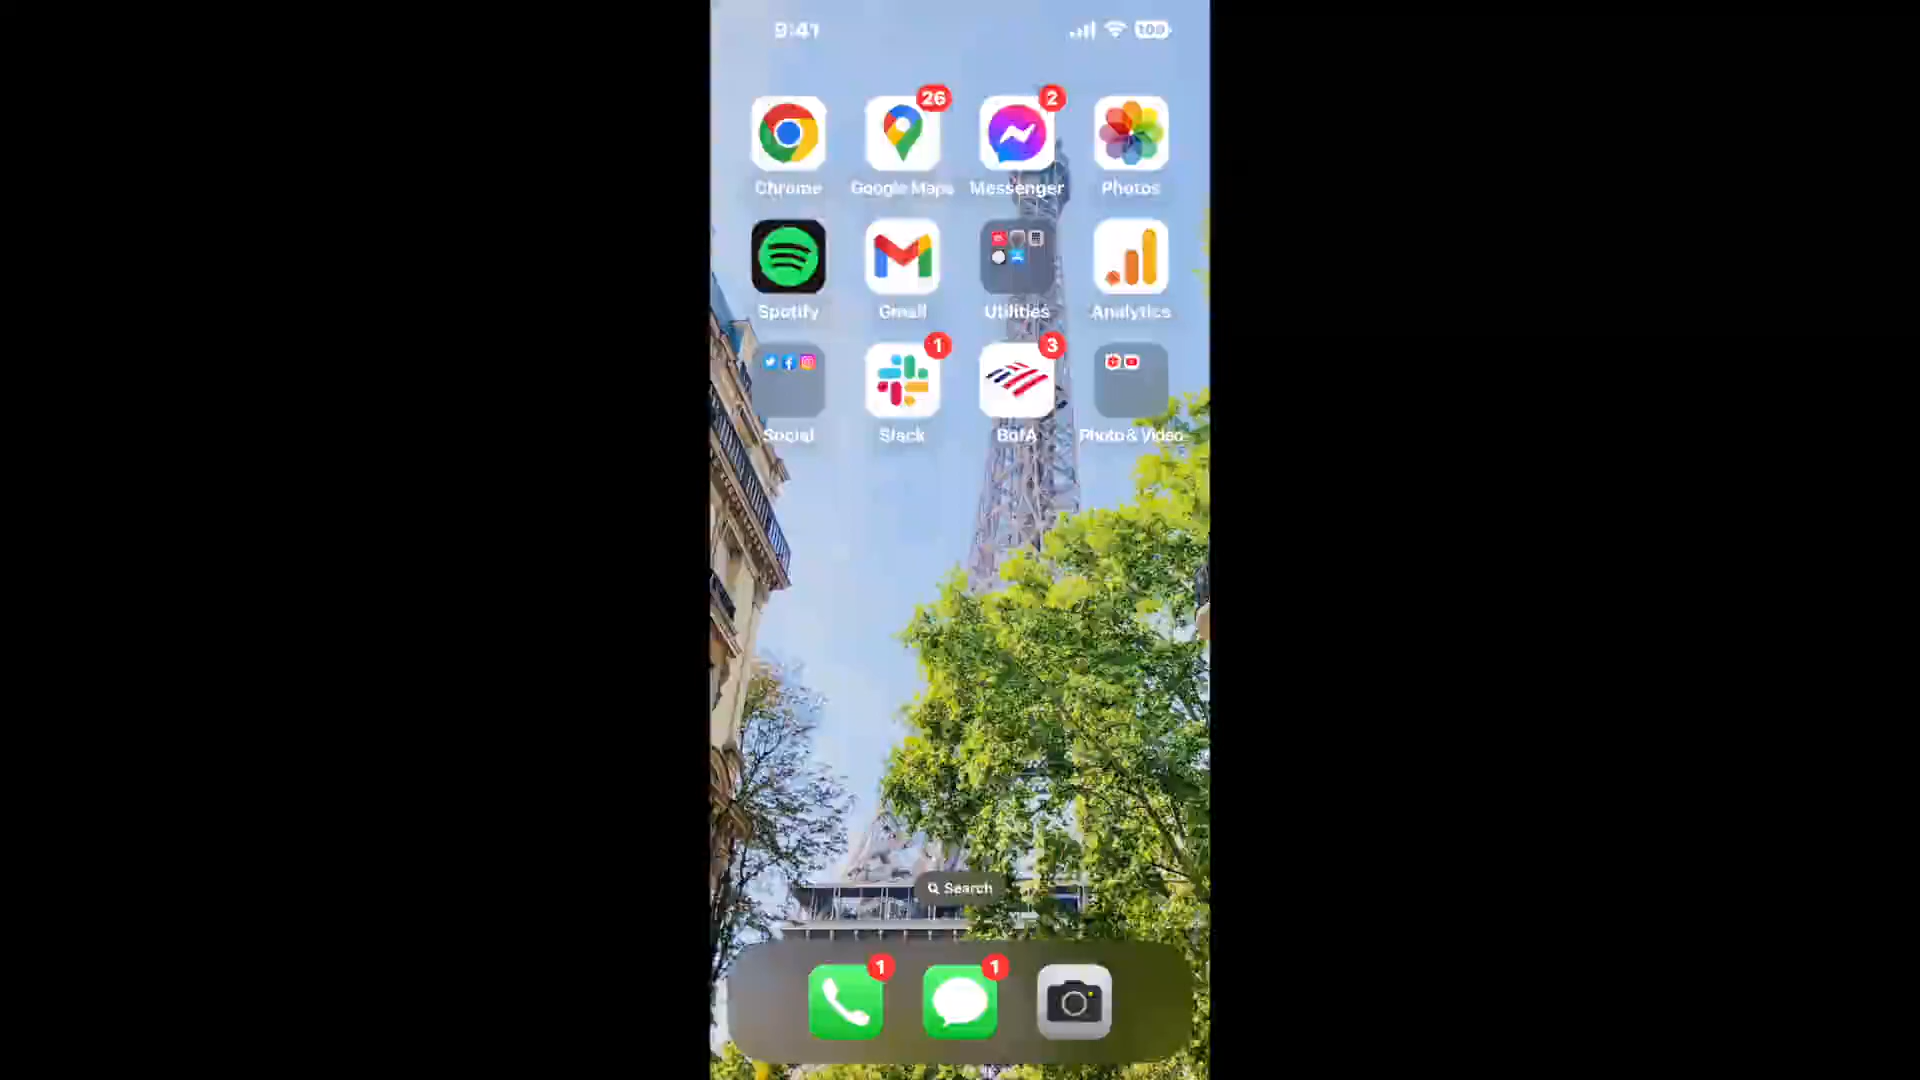 9:41
100
26
2
Chrome
Google Maps
Messenger
Photos
Spotify
Gmail
Utilities
Analytics
1
3
Social
Slack
BofA
Photo & Video
Search
1
1